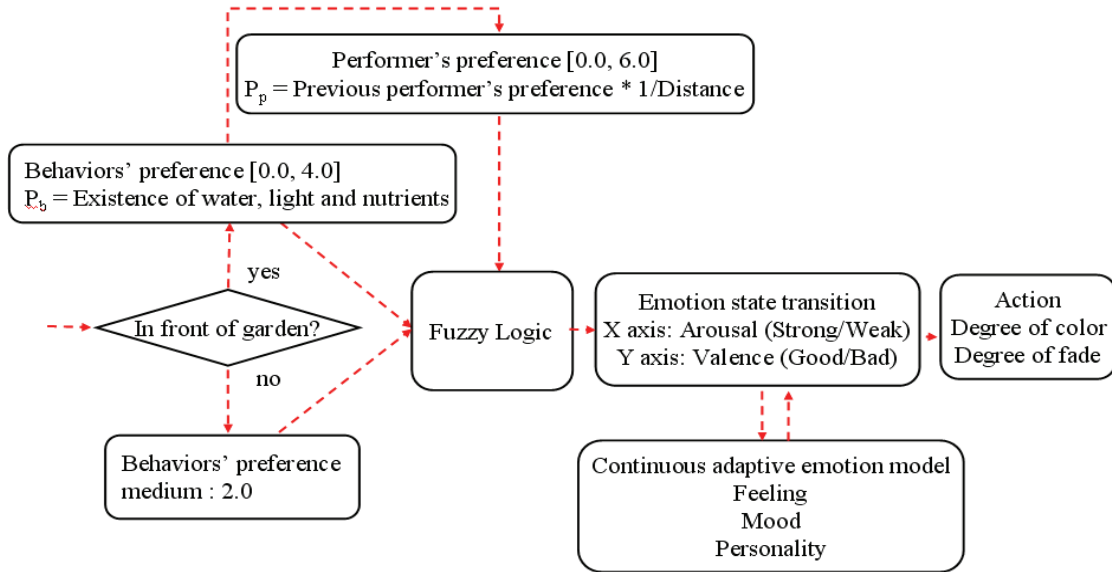 Performer’s preference [0.0, 6.0]
Pp = Previous performer’s preference * 1/Distance
Behaviors’ preference [0.0, 4.0]
Pb = Existence of water, light and nutrients
yes
In front of garden?
no
Behaviors’ preference
medium : 2.0
Fuzzy Logic
Emotion state transition
X axis: Arousal (Strong/Weak)
Y axis: Valence (Good/Bad)
Action
Degree of color
Degree of fade
Continuous adaptive emotion model
Feeling
Mood
Personality